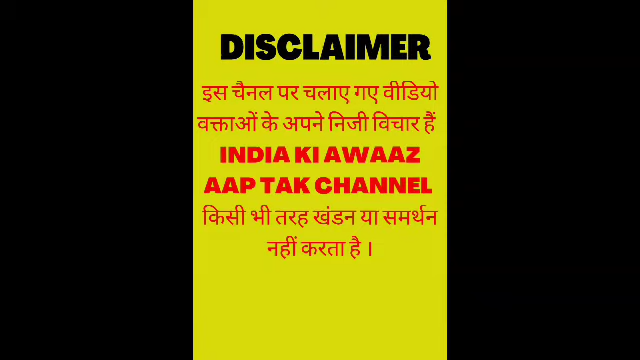 DISCLAIMER
इस चैनल पर चलाए गए वीडियो
वक्ताओं के अपने निजी विचार हैं
INDIA KI AWAAZ
AAP TAK CHANNEL
किसी भी तरह खंडन या समर्थन
नहीं करता है ।